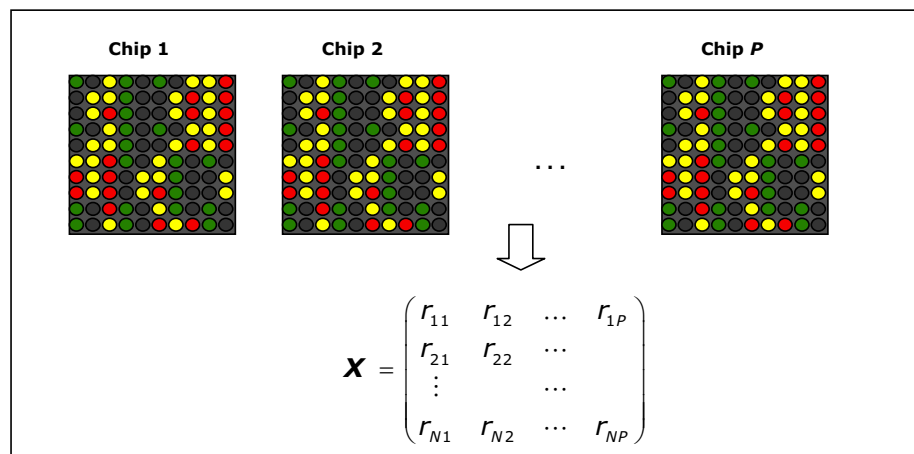 Chip 1 Chip 2 Chip P
...
X = ( r11 r12 ⋯ r1P
r21 r22 ⋯
⋮ ⋯
rN1 rN2 ⋯ rNP )